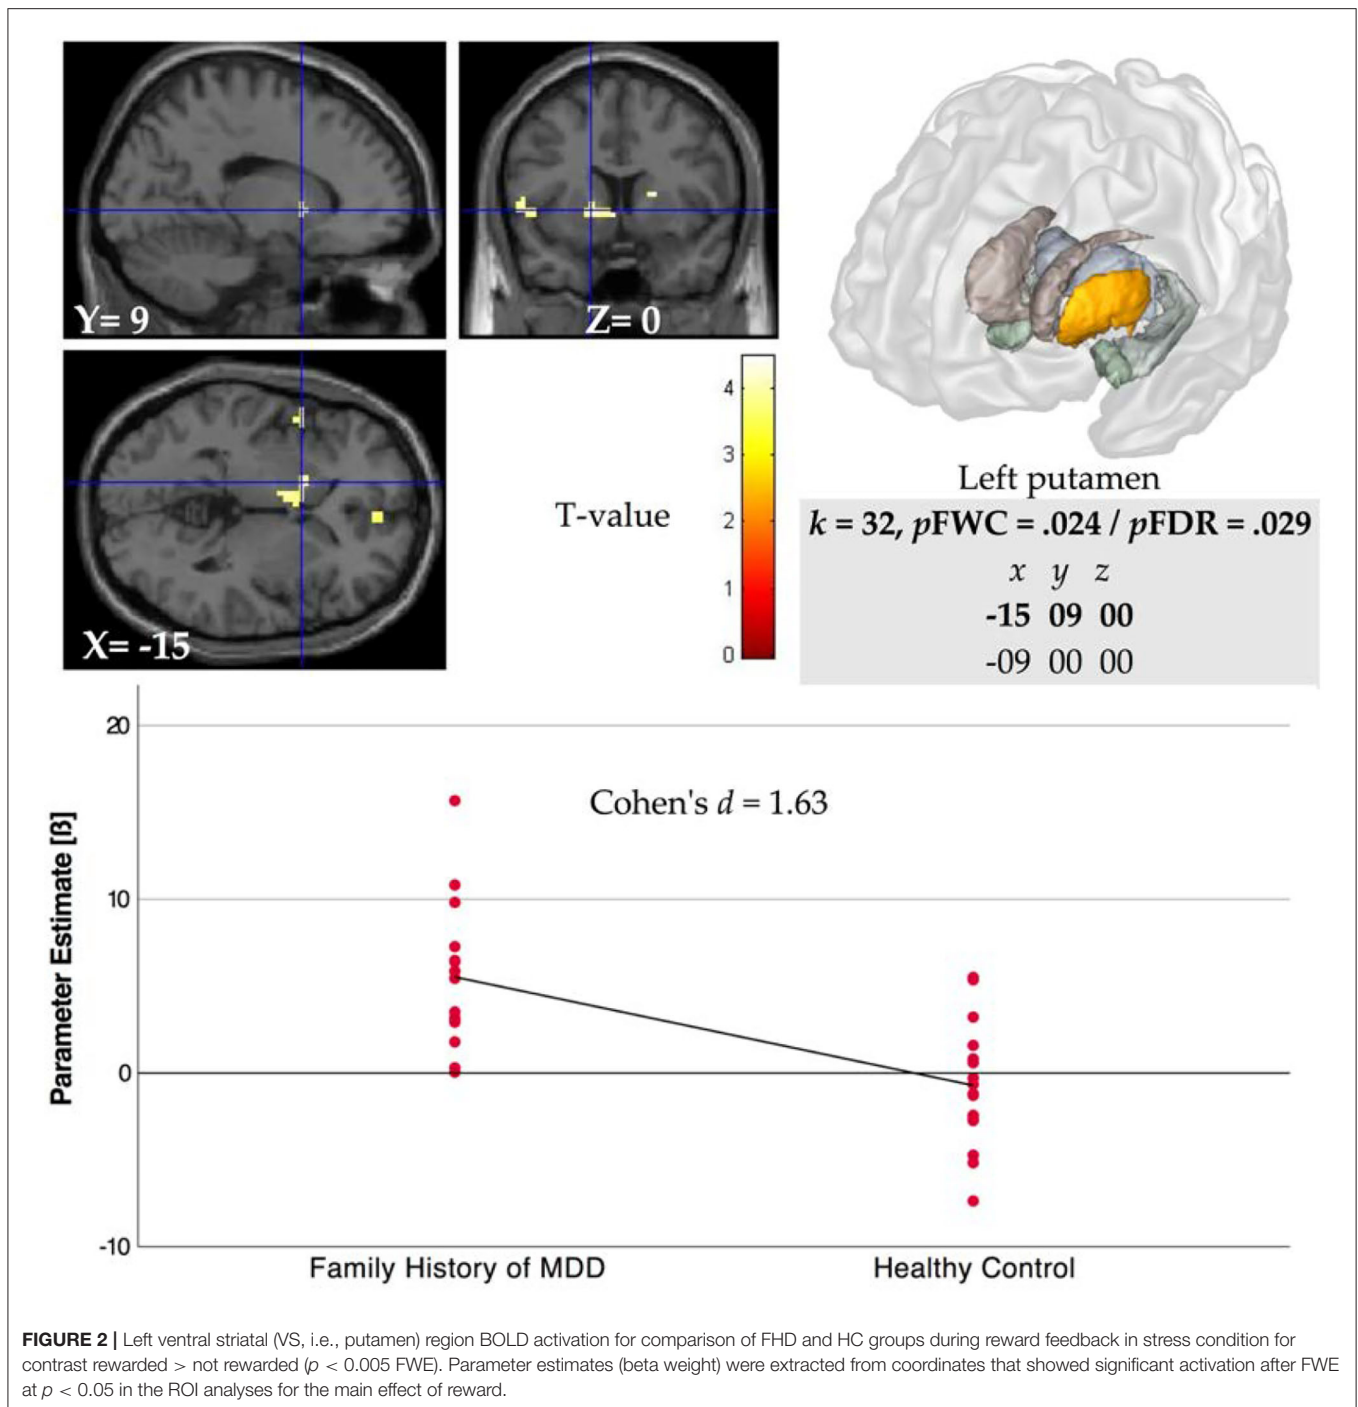 Y= 9
Z= 0
X= -15
4
3
2
1
0
T-value
Left putamen
k = 32, pFWC = .024 / pFDR = .029
x y z
-15 09 00
-09 00 00
20
10
0
-10
Parameter Estimate [ß]
Cohen's d = 1.63
Family History of MDD
Healthy Control
FIGURE 2 | Left ventral striatal (VS, i.e., putamen) region BOLD activation for comparison of FHD and HC groups during reward feedback in stress condition for
contrast rewarded > not rewarded (p < 0.005 FWE). Parameter estimates (beta weight) were extracted from coordinates that showed significant activation after FWE
at p < 0.05 in the ROI analyses for the main effect of reward.